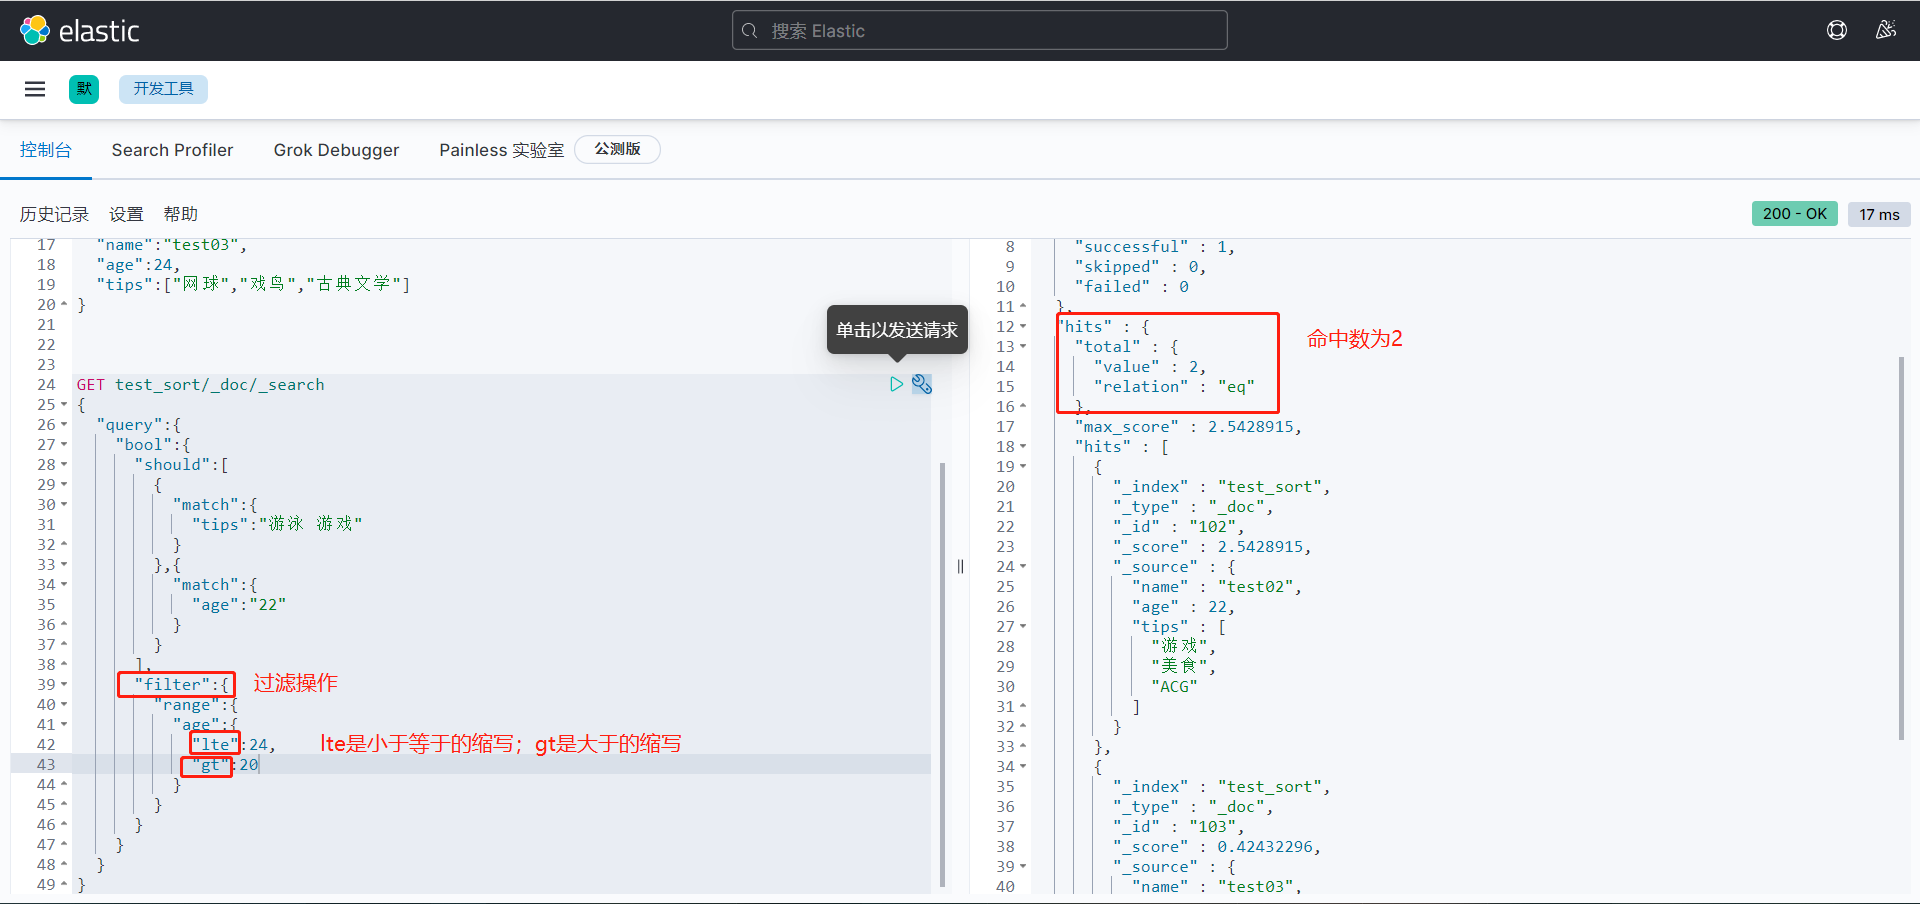 elastic
搜索 Elastic
默
开发工具
控制台
Search Profiler
Grok Debugger
Painless 实验室
公测版
历史记录
设置
帮助
200 - OK
17 ms
17 "name":"test03",
18 "age":24,
19 "tips":["网球","戏鸟","古典文学"]
20 }
21
22
23
单击以发送请求
24 GET test_sort/_doc/_search
25 {
26 "query":{
27 "bool":{
28 "should":[
29 {
30 "match":{
31 "tips":"游泳 游戏"
32 }
33 },{
34 "match":{
35 "age":"22"
36 }
37 }
38 ],
39 "filter":{
过滤操作
40 "range":{
41 "age":{
42 "lte":24,
lte是小于等于的缩写；gt是大于的缩写
43 "gt":20
44 }
45 }
46 }
47 }
48 }
49 }
8 "successful" : 1,
9 "skipped" : 0,
10 "failed" : 0
11 },
12 "hits" : {
命中数为2
13 "total" : {
14 "value" : 2,
15 "relation" : "eq"
16 },
17 "max_score" : 2.5428915,
18 "hits" : [
19 {
20 "_index" : "test_sort",
21 "_type" : "_doc",
22 "_id" : "102",
23 "_score" : 2.5428915,
24 "_source" : {
25 "name" : "test02",
26 "age" : 22,
27 "tips" : [
28 "游戏",
29 "美食",
30 "ACG"
31 ]
32 }
33 },
34 {
35 "_index" : "test_sort",
36 "_type" : "_doc",
37 "_id" : "103",
38 "_score" : 0.42432296,
39 "_source" : {
40 "name" : "test03",